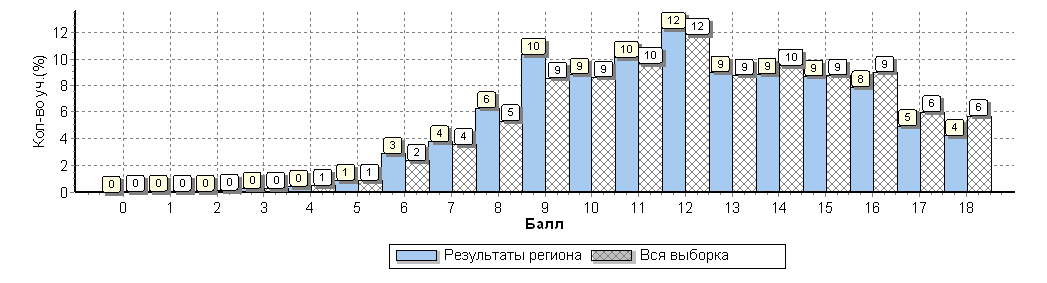 Кол-во уч.(%)
12
10
8
6
4
2
0
0 0 0 0 0 0 0 0 0 1 1 1 3 2 4 4 6 5 10 9 9 9 10 10 12 12 9 9 9 10 9 9 8 9 5 6 4 6
0 1 2 3 4 5 6 7 8 9 10 11 12 13 14 15 16 17 18
Балл
Результаты региона Вся выборка